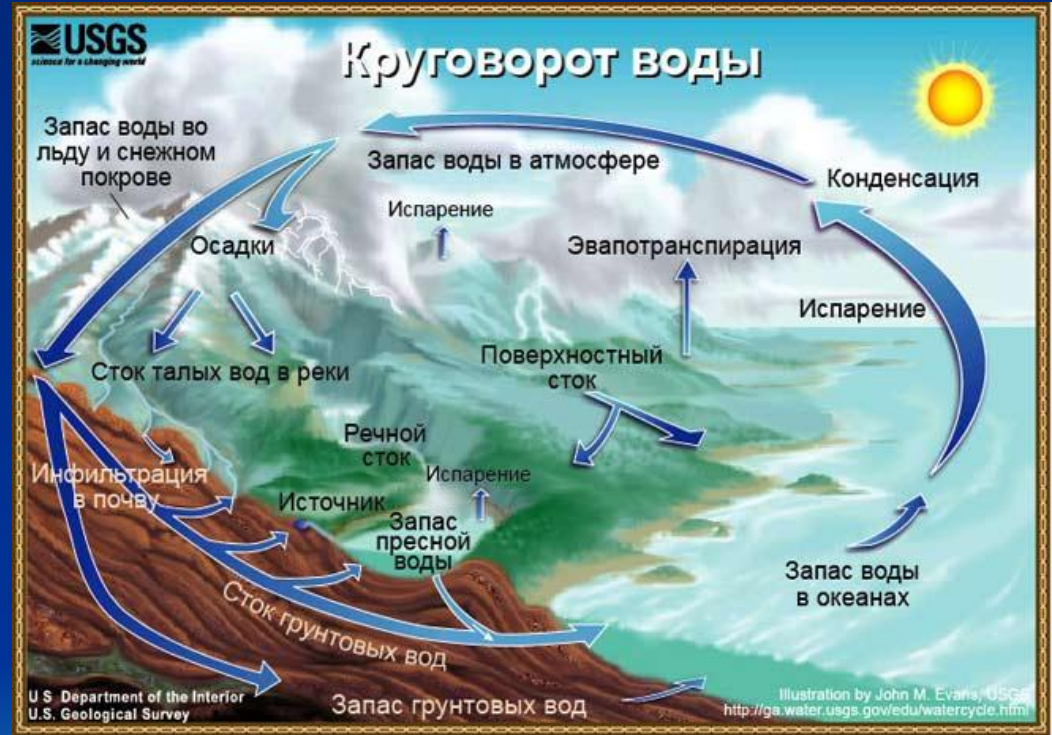 USGS
science for a changing world
Круговорот воды
Запас воды во
льду и снежном
покрове
Запас воды в атмосфере
Конденсация
Испарение
Осадки
Эвапотранспирация
Испарение
Сток талых вод в реки
Поверхностный
сток
Речной
сток
Инфильтрация
в почву
Испарение
Источник
Запас
пресной
воды
Запас воды
в океанах
Сток грунтовых вод
Запас грунтовых вод
U S Department of the Interior
U.S. Geological Survey
Illustration by John M. Evans, USGS
http://ga.water.usgs.gov/edu/watercycle.html